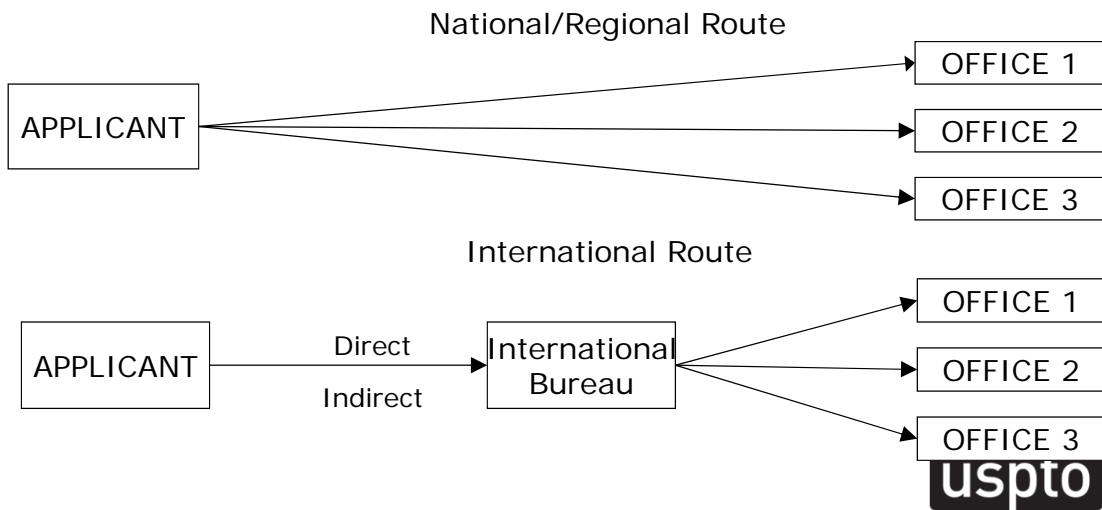 National/Regional Route
OFFICE 1
APPLICANT
OFFICE 2
OFFICE 3
International Route
OFFICE 1
APPLICANT
Direct
Indirect
International
Bureau
OFFICE 2
OFFICE 3
uspto